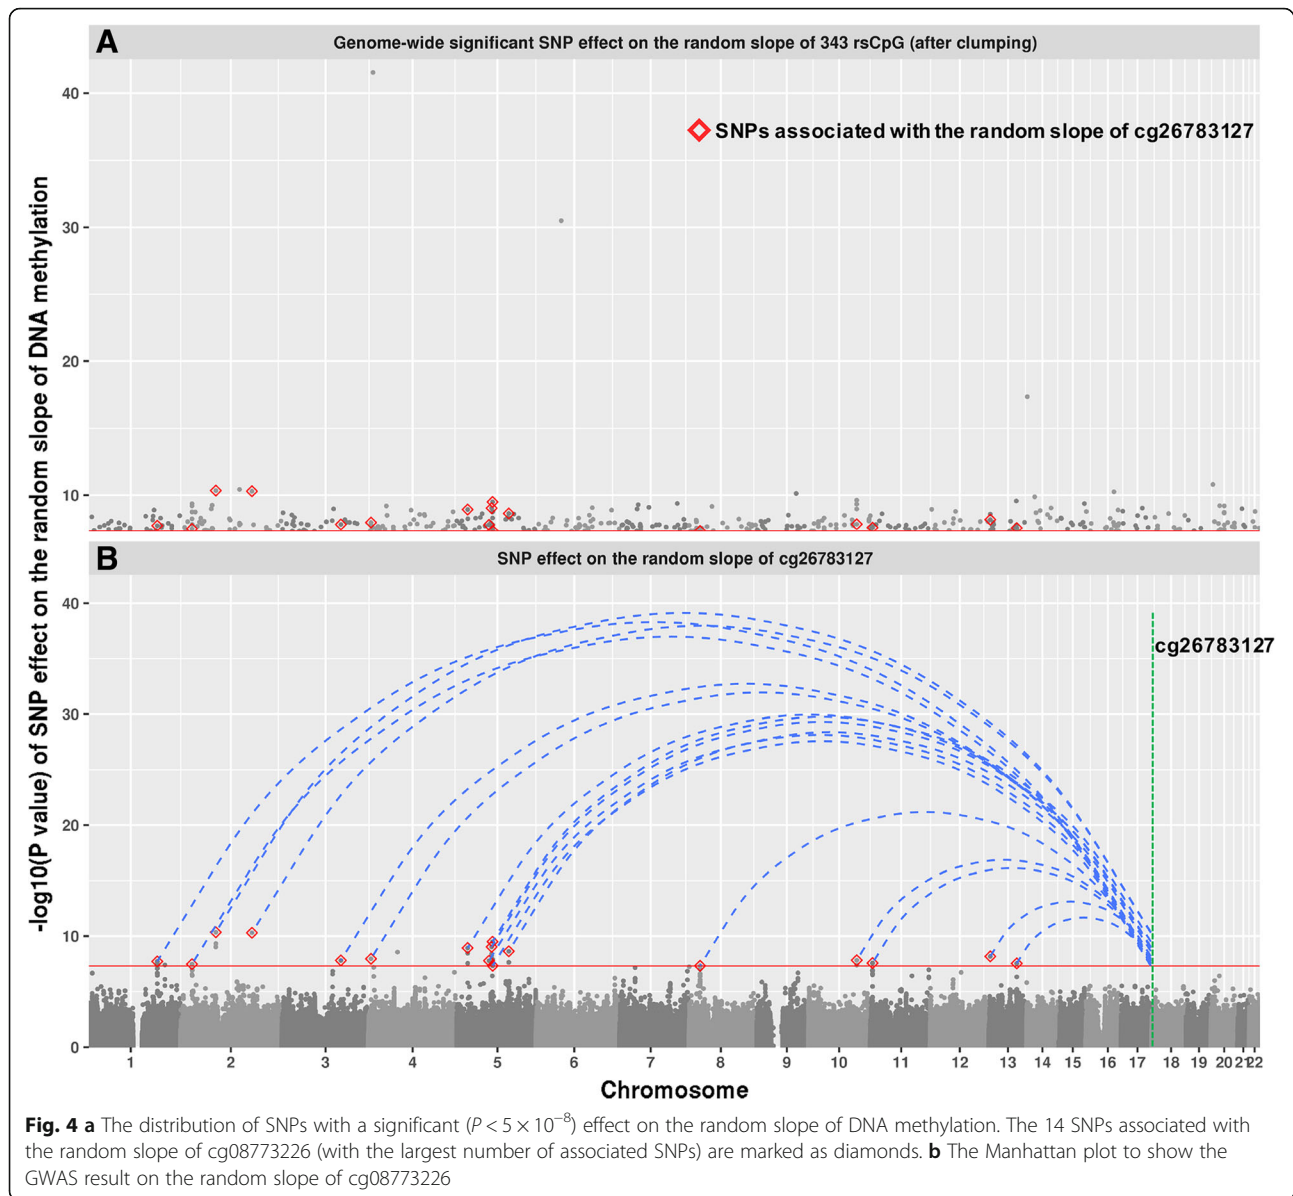 A
Genome-wide significant SNP effect on the random slope of 343 rsCpG (after clumping)
40
30
20
10
SNPs associated with the random slope of cg26783127
-log10(P value) of SNP effect on the random slope of DNA methylation
B
SNP effect on the random slope of cg26783127
40
30
20
10
0
cg26783127
1 2 3 4 5 6 7 8 9 10 11 12 13 14 15 16 17 18 19 20 21 22
Chromosome
Fig. 4 a The distribution of SNPs with a significant (P < 5 × 10⁻⁸) effect on the random slope of DNA methylation. The 14 SNPs associated with
the random slope of cg08773226 (with the largest number of associated SNPs) are marked as diamonds. b The Manhattan plot to show the
GWAS result on the random slope of cg08773226